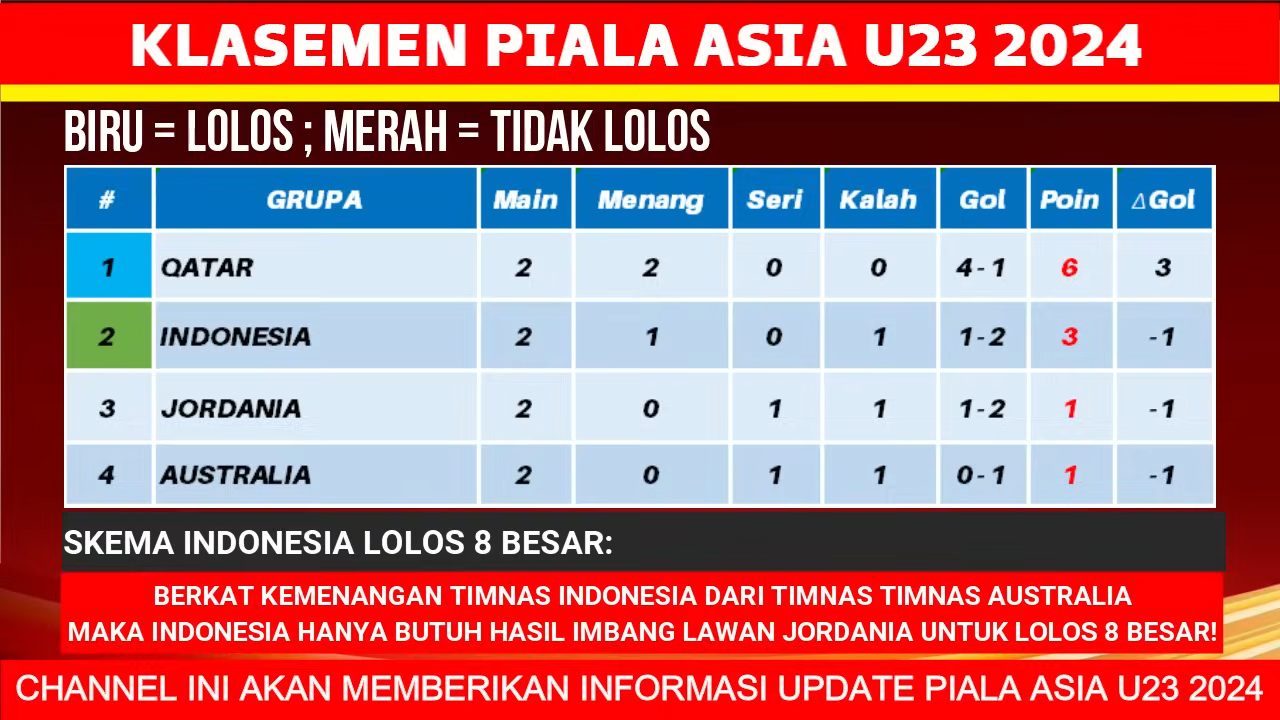 KLASEMEN PIALA ASIA U23 2024
BIRU = LOLOS ; MERAH = TIDAK LOLOS
# GRUPA Main Menang Seri Kalah Gol Poin ΔGol
1 QATAR 2 2 0 0 4-1 6 3
2 INDONESIA 2 1 0 1 1-2 3 -1
3 JORDANIA 2 0 1 1 1-2 1 -1
4 AUSTRALIA 2 0 1 1 0-1 1 -1
SKEMA INDONESIA LOLOS 8 BESAR:
BERKAT KEMENANGAN TIMNAS INDONESIA DARI TIMNAS TIMNAS AUSTRALIA
MAKA INDONESIA HANYA BUTUH HASIL IMBANG LAWAN JORDANIA UNTUK LOLOS 8 BESAR!
CHANNEL INI AKAN MEMBERIKAN INFORMASI UPDATE PIALA ASIA U23 2024